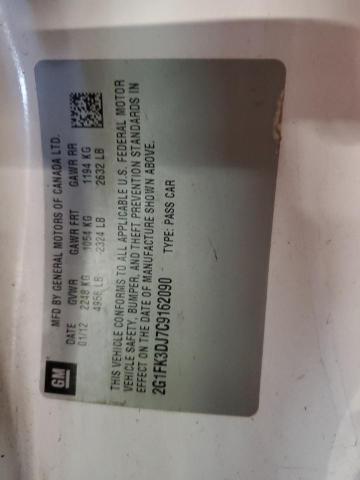 GM
MFD BY GENERAL MOTORS OF CANADA LTD.
DATE GVWR GAWR FRT GAWR RR
01/12 2248 KG 1054 KG 1194 KG
4956 LB 2324 LB 2632 LB
THIS VEHICLE CONFORMS TO ALL APPLICABLE U.S. FEDERAL MOTOR
VEHICLE SAFETY, BUMPER, AND THEFT PREVENTION STANDARDS IN
EFFECT ON THE DATE OF MANUFACTURE SHOWN ABOVE.
2G1FK3DJ7C9162090 TYPE: PASS CAR